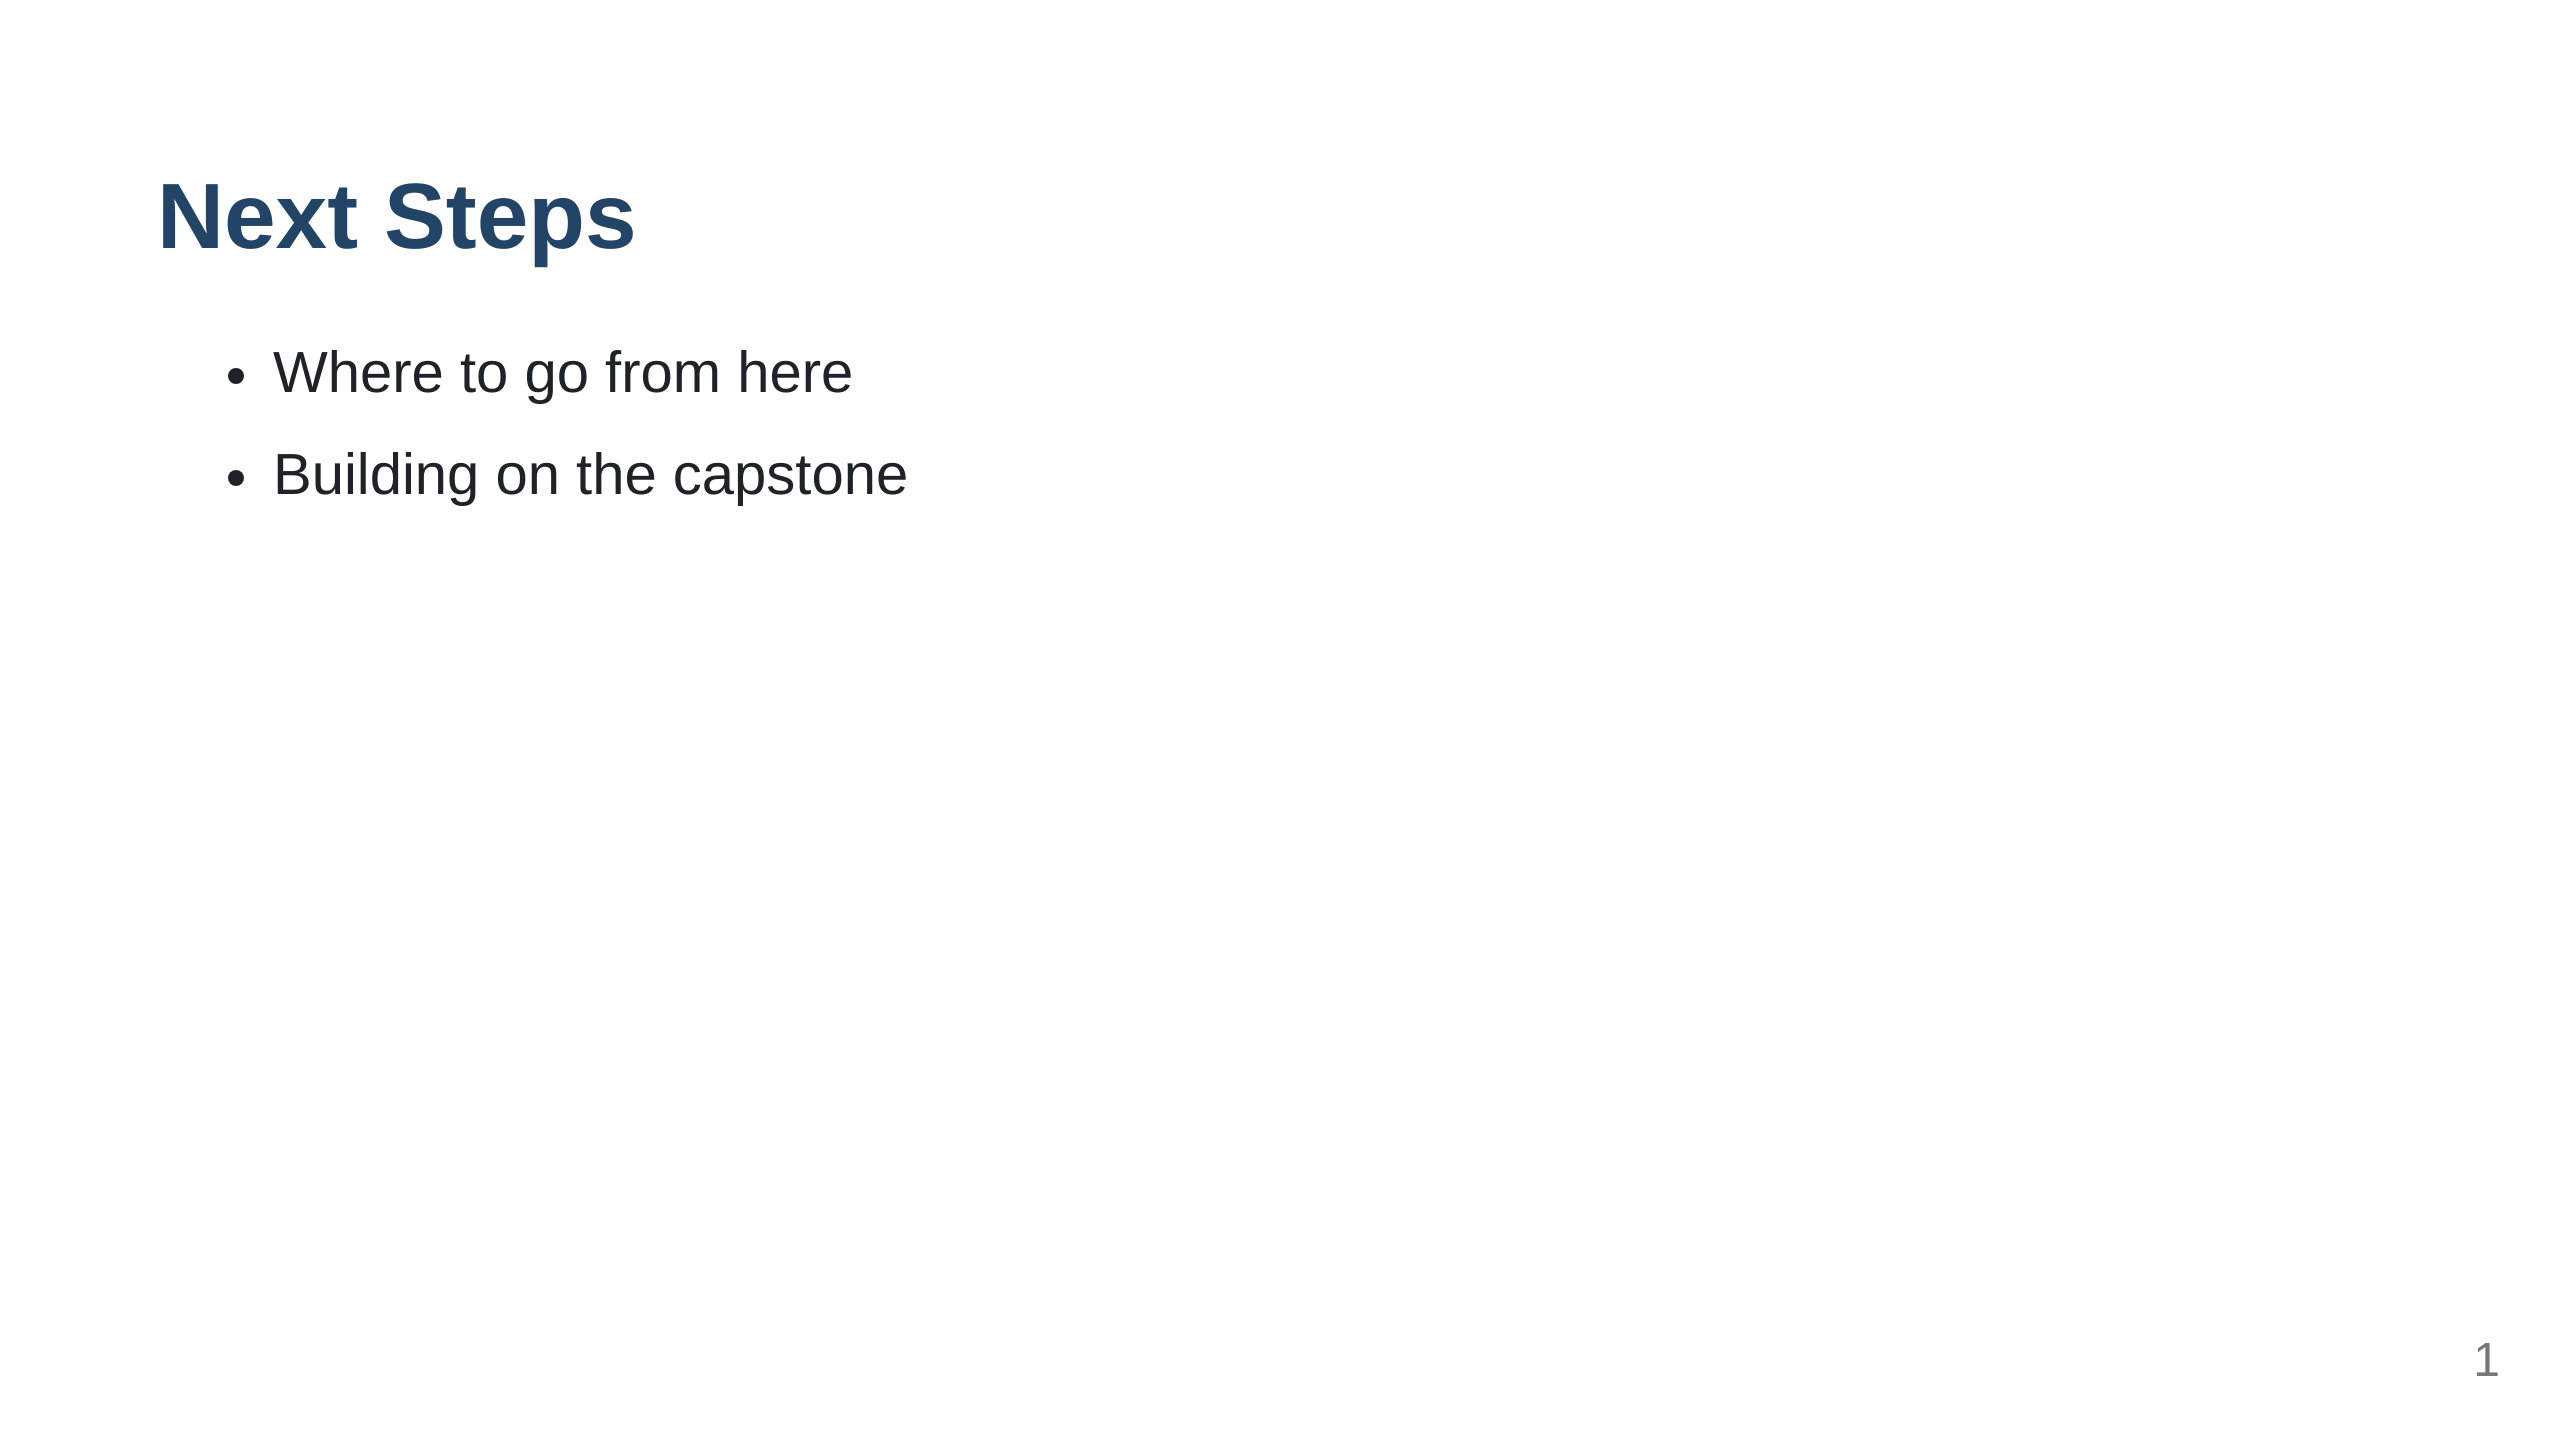 Next Steps
• Where to go from here
• Building on the capstone
1